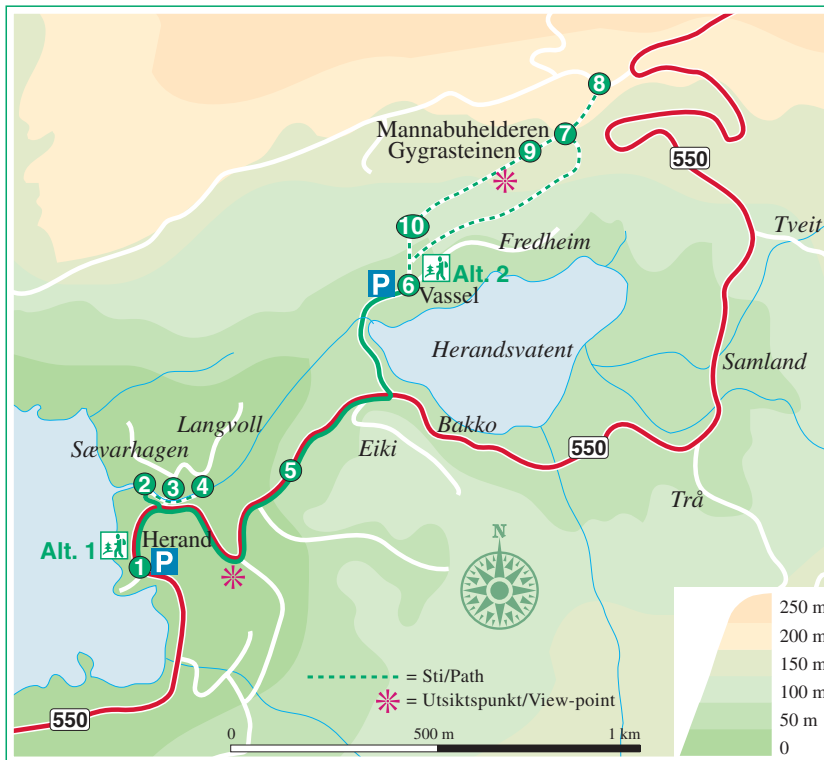 8
Mannabuhelderen 7
Gygrasteinen 9
550
10
Tveit
Fredheim
P 6 Alt. 2
Vassel
Herandsvatent
Samland
Langvoll
Bakko
Sævarhagen
Eiki
550
5
2 3 4
Trå
N
Herand
Alt. 1
1 P
250 m
200 m
= Sti/Path
150 m
= Utsiktspunkt/View-point
100 m
550
50 m
0 500 m 1 km
0